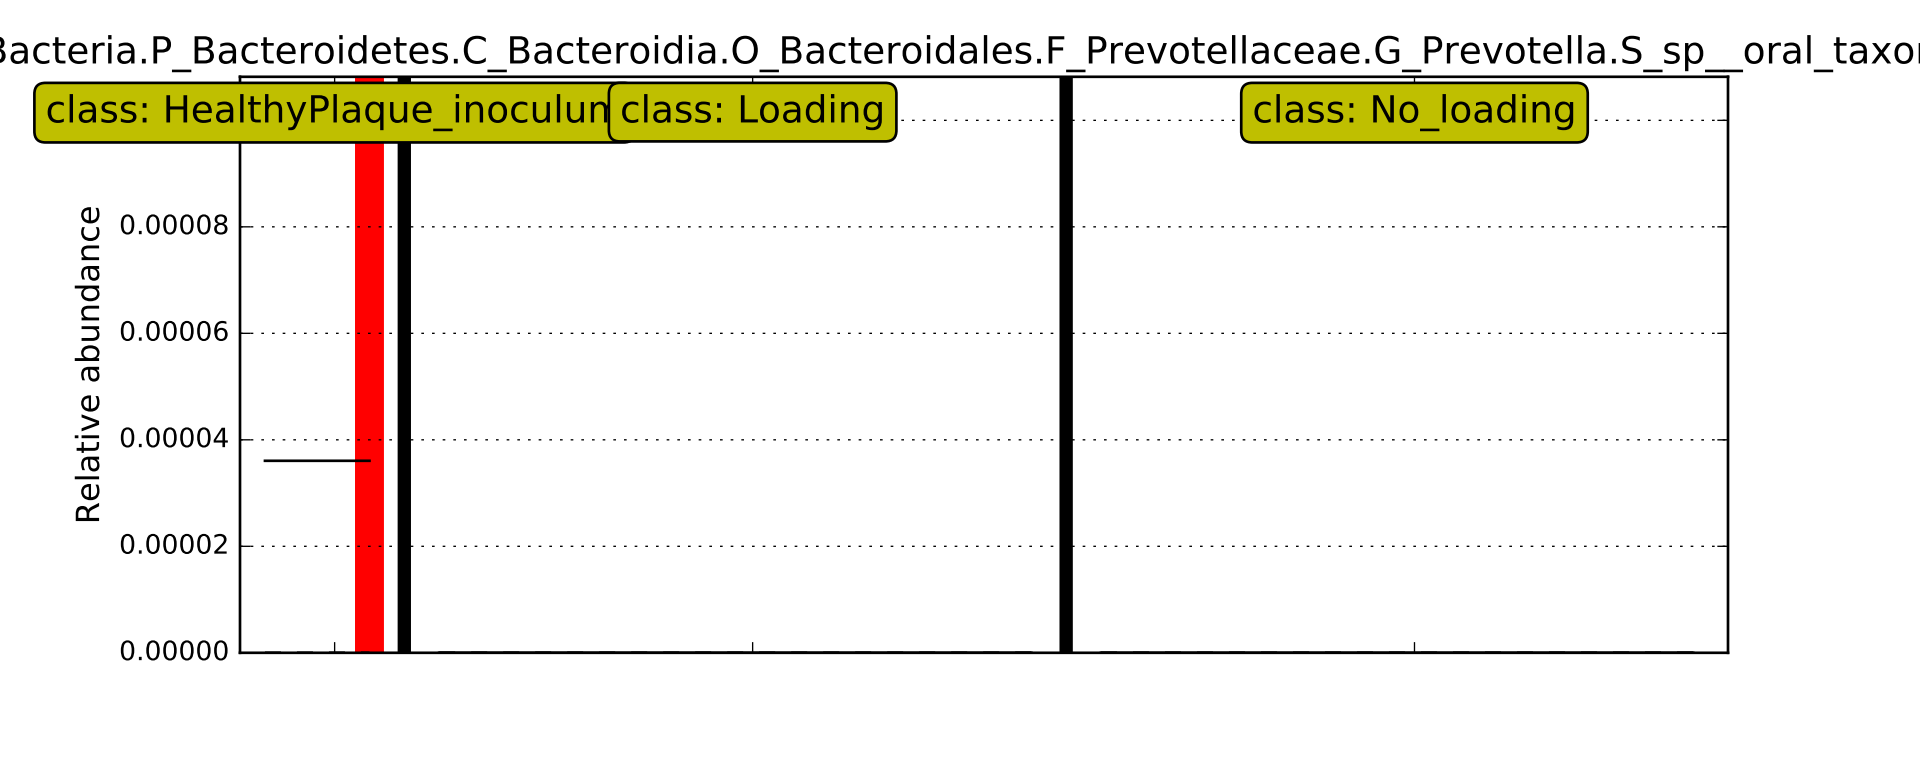 Bacteria.P_Bacteroidetes.C_Bacteroidia.O_Bacteroidales.F_Prevotellaceae.G_Prevotella.S_sp__oral_taxon
class: HealthyPlaque_inoculum class: Loading class: No_loading
Relative abundance
0.00008
0.00006
0.00004
0.00002
0.00000